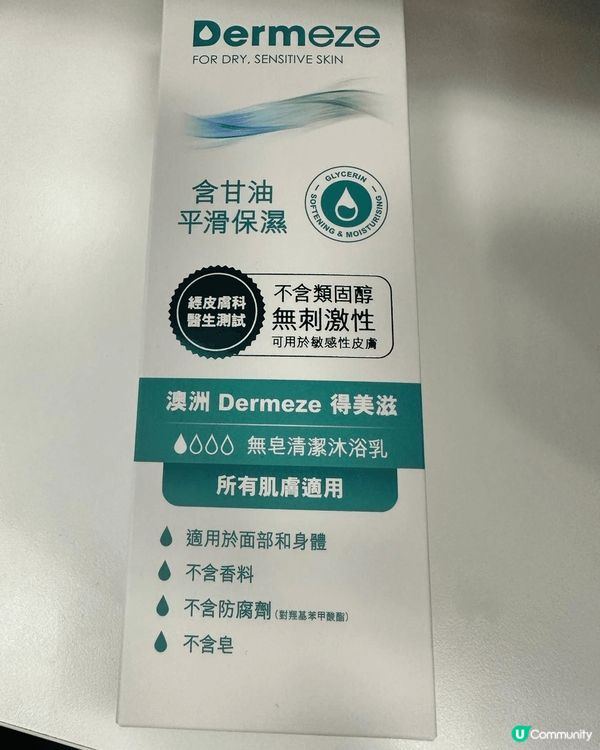 Dermeze
FOR DRY, SENSITIVE SKIN
含甘油
平滑保濕
GLYCERIN
SOFTENING & MOISTURISING
經皮膚科
醫生測試
不含類固醇
無刺激性
可用於敏感性皮膚
澳洲 Dermeze 得美滋
無皂清潔沐浴乳
所有肌膚適用
適用於面部和身體
不含香料
不含防腐劑(對羥基苯甲酸酯)
不含皂
U Community